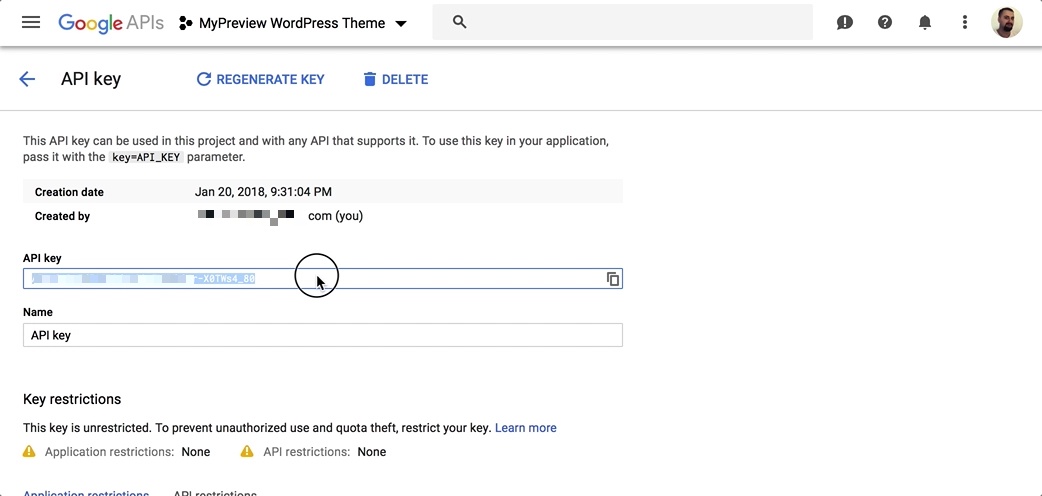 Google APIs MyPreview WordPress Theme
API key REGENERATE KEY DELETE
This API key can be used in this project and with any API that supports it. To use this key in your application,
pass it with the key=API_KEY parameter.
Creation date Jan 20, 2018, 9:31:04 PM
Created by com (you)
API key
Name
API key
Key restrictions
This key is unrestricted. To prevent unauthorized use and quota theft, restrict your key. Learn more
Application restrictions: None API restrictions: None
Application restrictions API restrictions